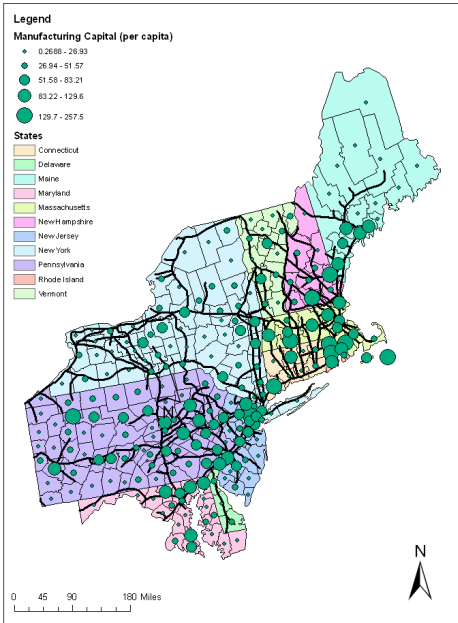 Legend
Manufacturing Capital (per capita)
0.2688 - 26.93
26.94 - 51.57
51.58 - 83.21
83.22 - 129.6
129.7 - 257.5
States
Connecticut
Delaware
Maine
Maryland
Massachusetts
New Hampshire
New Jersey
New York
Pennsylvania
Rhode Island
Vermont
N
N
0 45 90 180 Miles